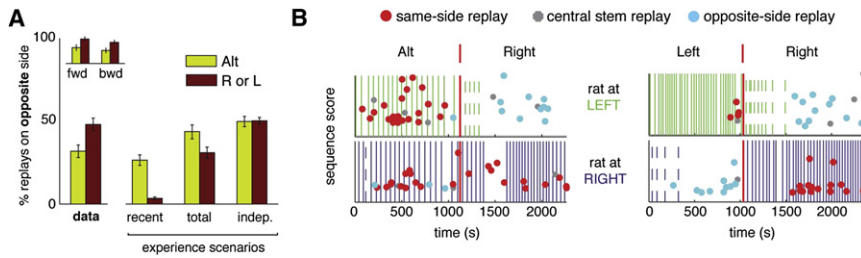 A
% replays on opposite side
100
50
0
fwd
bwd
Alt
R or L
data
recent
total
indep.
experience scenarios
B
same-side replay
central stem replay
opposite-side replay
Alt
Right
Left
Right
sequence score
rat at
LEFT
rat at
RIGHT
0
500
1000
1500
2000
time (s)
0
500
1000
1500
2000
time (s)